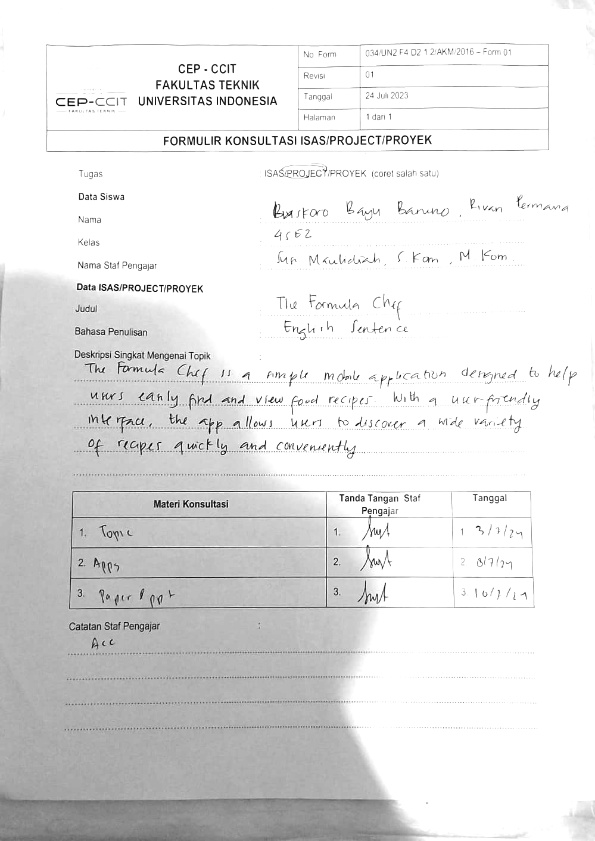 CEP-CCIT
FAKULTAS TEKNIK
CEP - CCIT
FAKULTAS TEKNIK
UNIVERSITAS INDONESIA
No. Form 034/UN2.F4.D2.1.2/AKM/2016 – Form 01
Revisi 01
Tanggal 24 Juli 2023
Halaman 1 dari 1
FORMULIR KONSULTASI ISAS/PROJECT/PROYEK
Tugas : ISAS/PROJECT/PROYEK (coret salah satu)
Data Siswa
Nama : Baskoro Bayu Baruno, Rivan Permana
Kelas : 4SE2
Nama Staf Pengajar : Sri, S Kom, M Kom
Data ISAS/PROJECT/PROYEK
Judul : The Formula Chef
Bahasa Penulisan : English Sentence
Deskripsi Singkat Mengenai Topik :
The Formula Chef is a simple mobile application designed to help
users easily find and view food recipes with a user-friendly
interface, the app allows users to discover a wide variety
of recipes quickly and conveniently
Materi Konsultasi Tanda Tangan Staf Pengajar Tanggal
1. Topic 1. 1 3/7/24
2. Apps 2. 2 8/7/24
3. Paper & ppt 3. 3 10/7/24
Catatan Staf Pengajar :
Acc